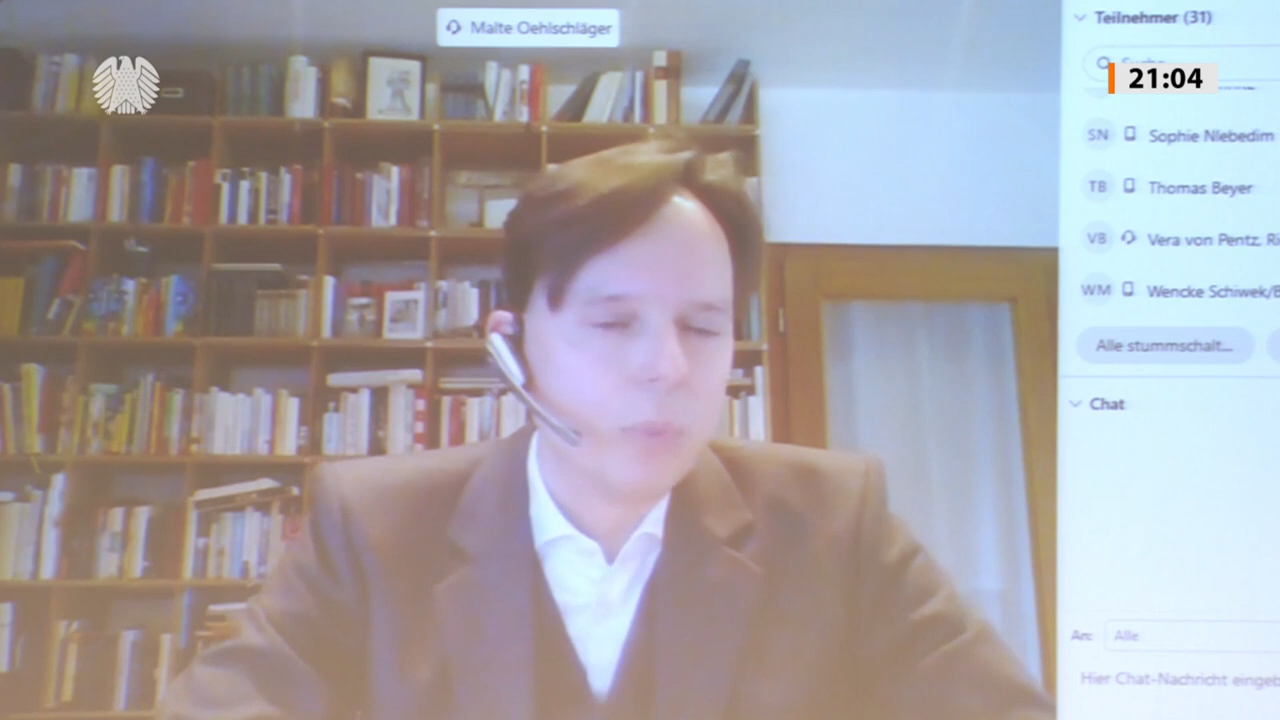 Malte Oehlschläger
Teilnehmer (31)
21:04
SN Sophie Niebedim
TB Thomas Beyer
VB Vera von Pentz, Ri
WM Wencke Schiwek/B
Alle stummschalt...
Chat
An: Alle
Hier Chat-Nachricht eingeb